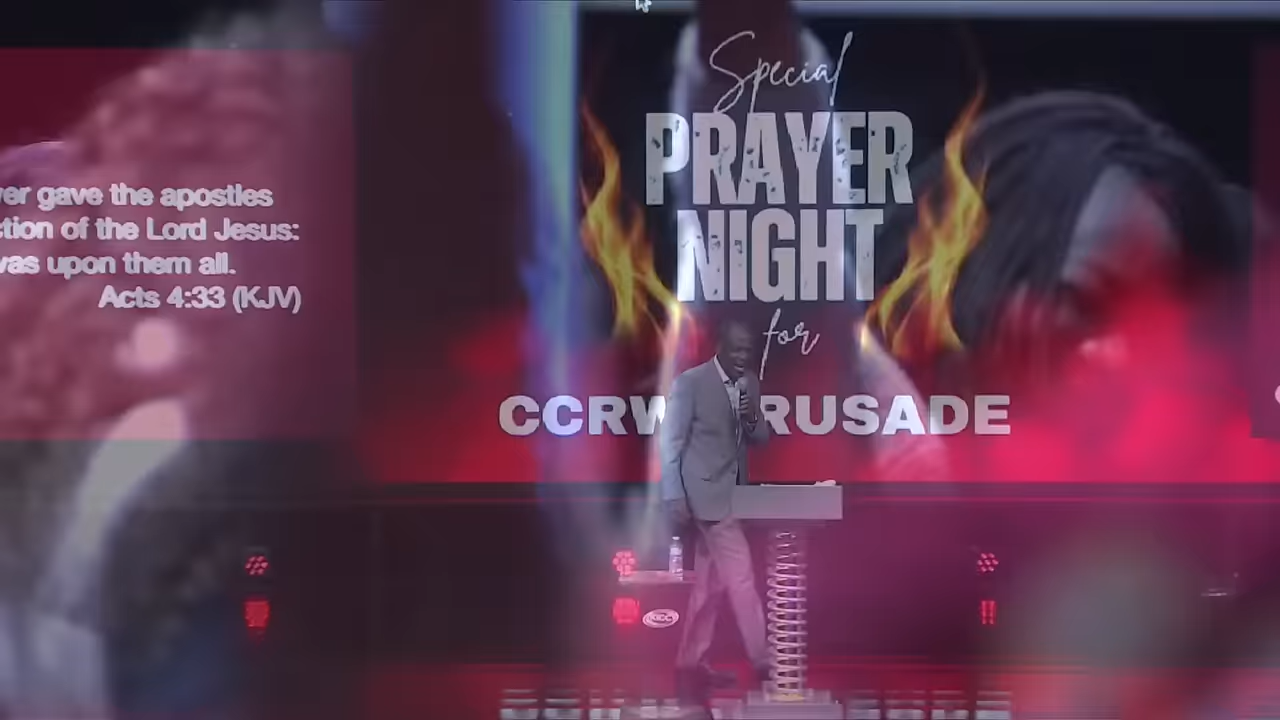 ver gave the apostles
ction of the Lord Jesus:
was upon them all.
Acts 4:33 (KJV)
Special
PRAYER
NIGHT
for
CCRW RUSADE